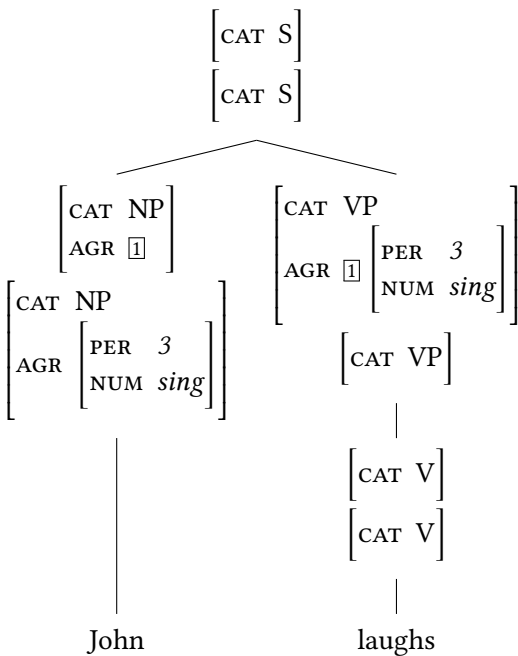 CAT S
CAT S
CAT NP
AGR 1
CAT VP
AGR 1 PER 3
NUM sing
CAT NP
AGR PER 3
NUM sing
CAT VP
CAT V
CAT V
John laughs